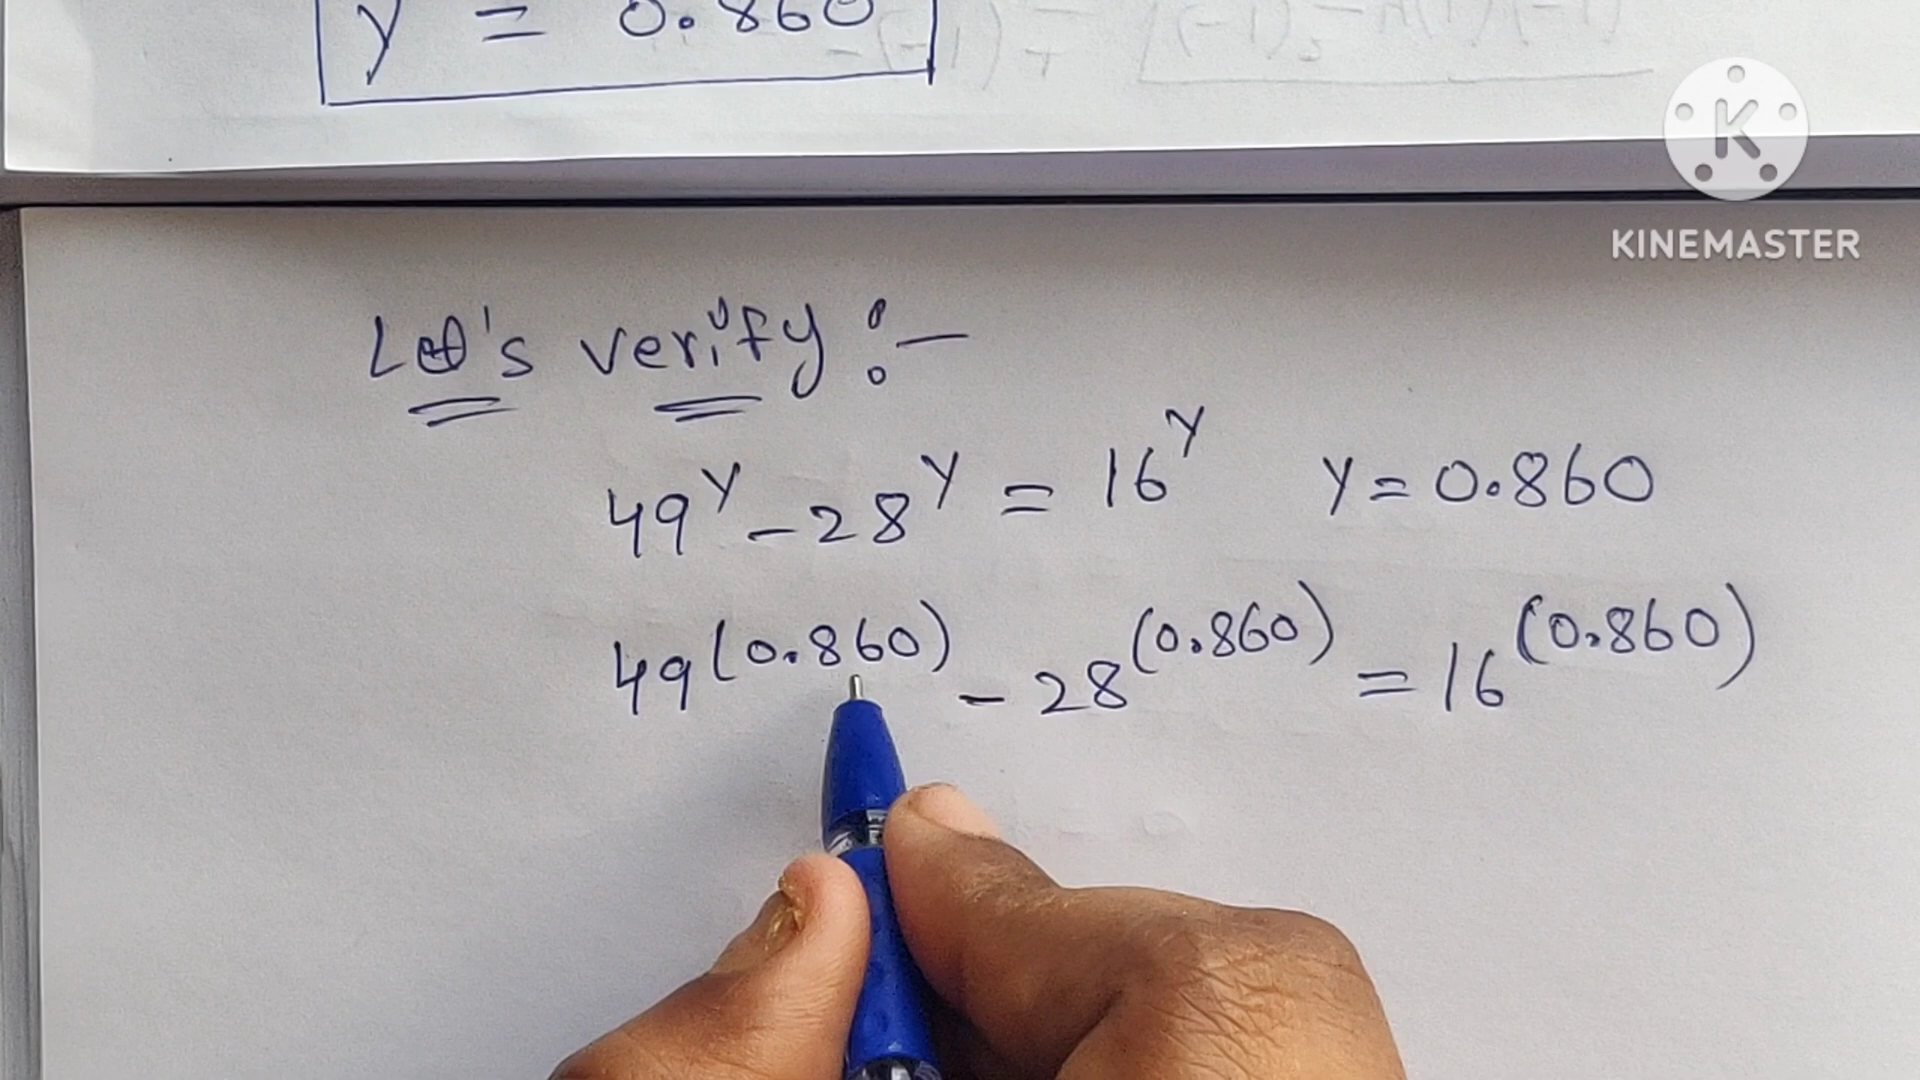 y = 0.860
K
KINEMASTER
Let's verify :-
49^y - 28^y = 16^y   y = 0.860
49^(0.860) - 28^(0.860) = 16^(0.860)